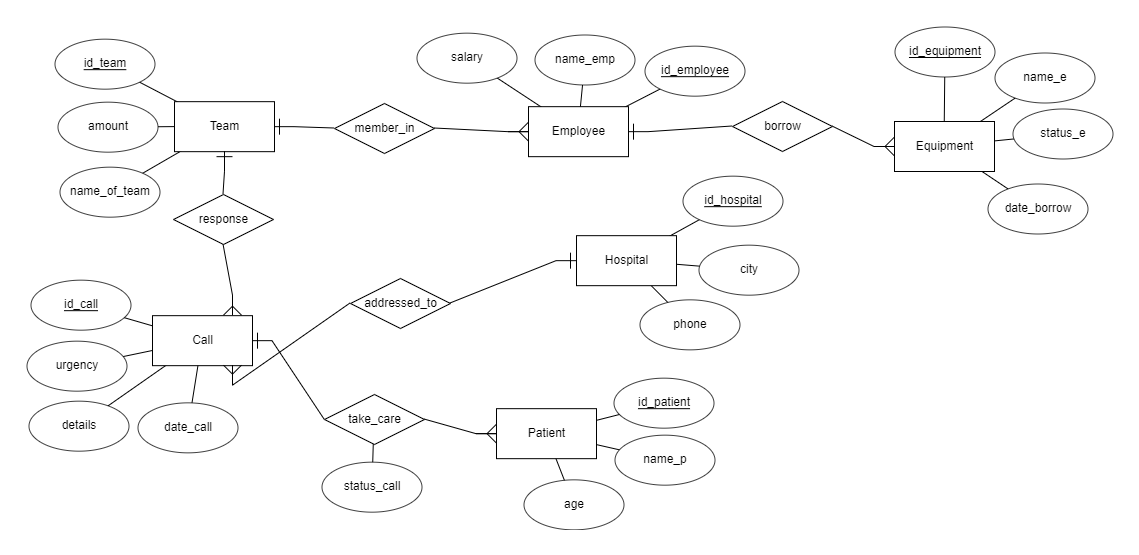 id_team
amount
name_of_team
Team
member_in
salary
name_emp
id_employee
Employee
borrow
id_equipment
name_e
status_e
date_borrow
Equipment
response
id_hospital
city
phone
Hospital
addressed_to
id_call
urgency
details
date_call
Call
take_care
status_call
id_patient
name_p
age
Patient